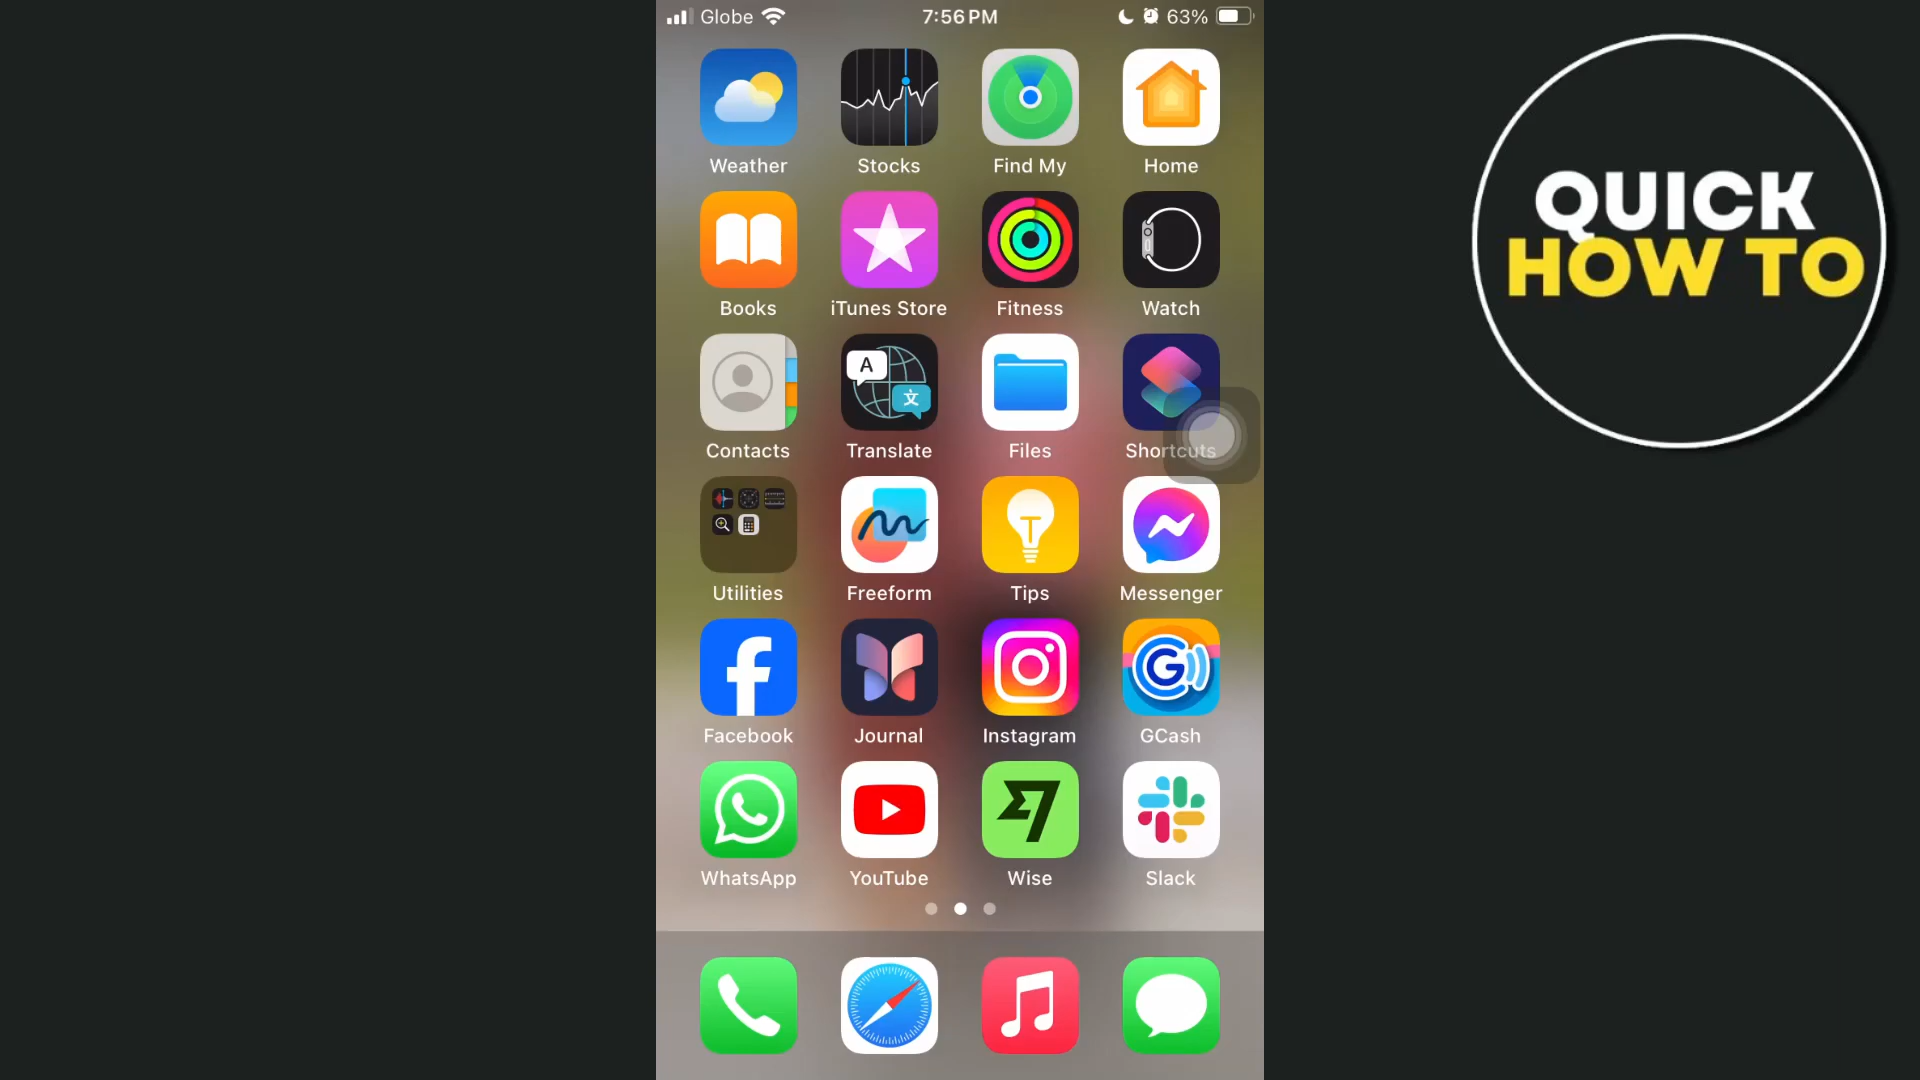 Globe 7:56 PM 63%
Weather Stocks Find My Home
Books iTunes Store Fitness Watch
A 文
Contacts Translate Files Shortcuts
Utilities Freeform Tips Messenger
Facebook Journal Instagram GCash
WhatsApp YouTube Wise Slack
QUICK
HOW TO